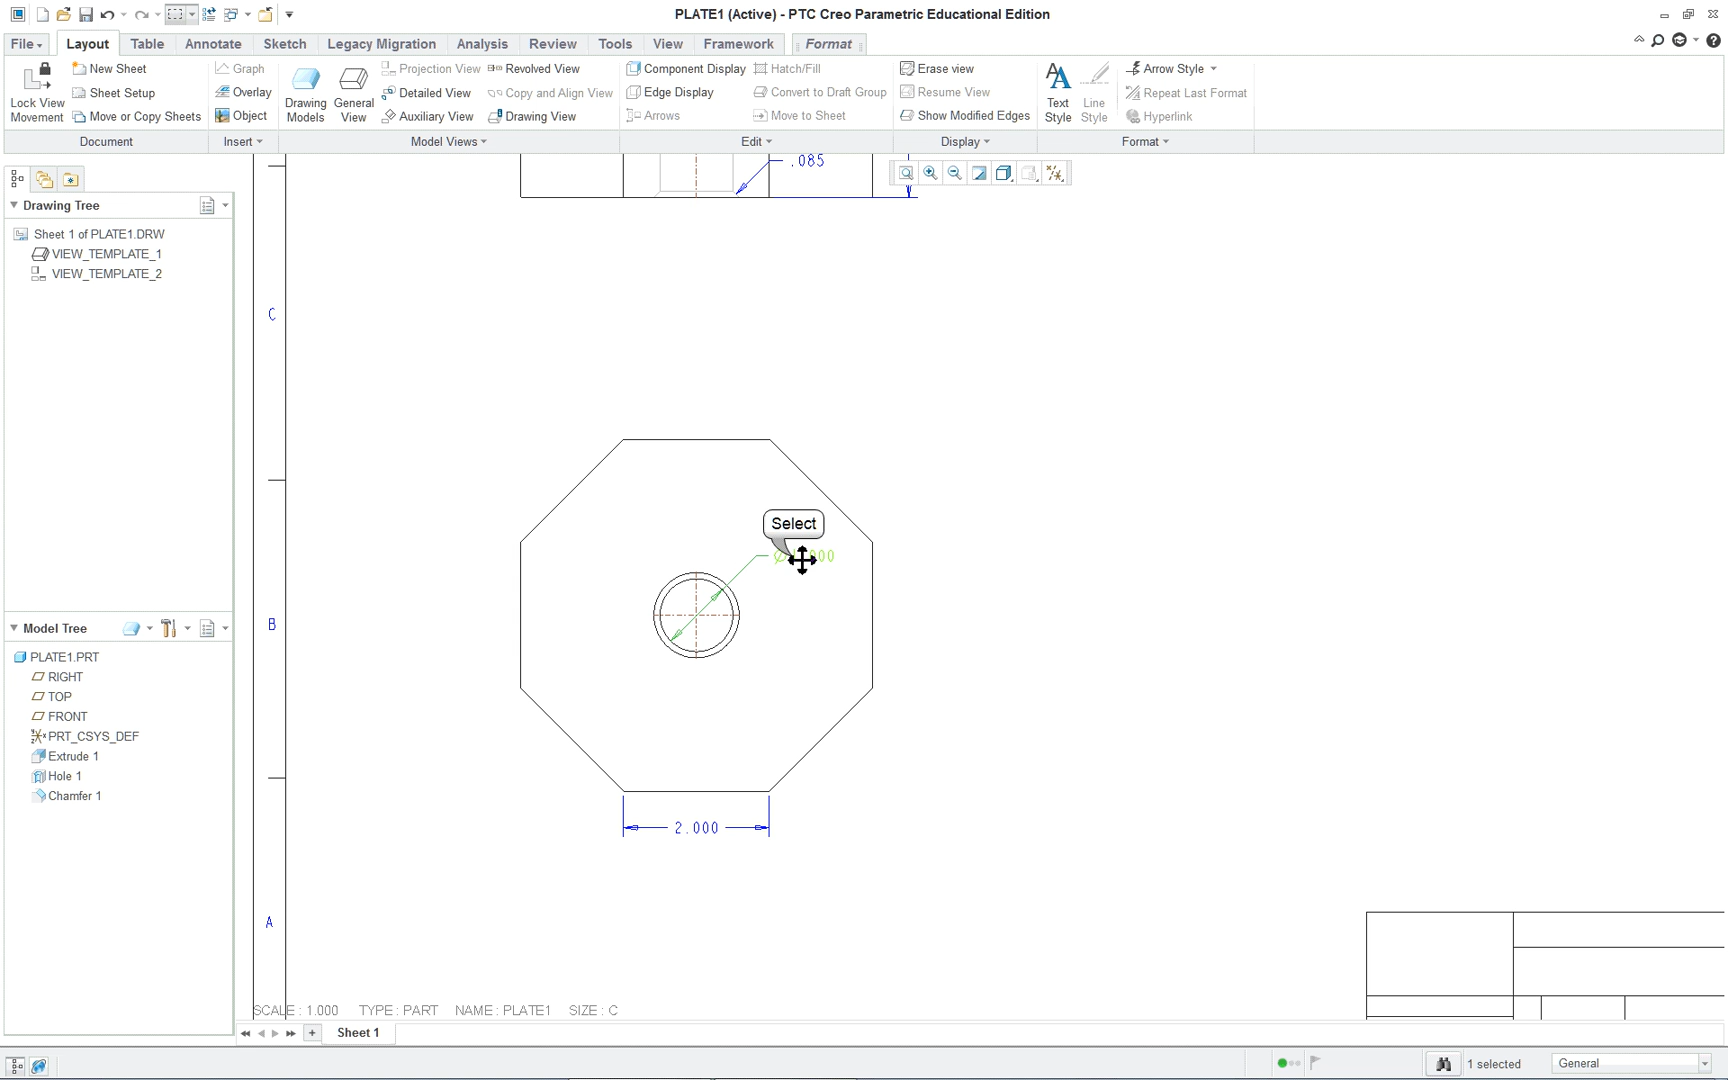 PLATE1 (Active) - PTC Creo Parametric Educational Edition
File Layout Table Annotate Sketch Legacy Migration Analysis Review Tools View Framework Format
Lock View Movement
New Sheet
Sheet Setup
Move or Copy Sheets
Document
Graph
Overlay
Object
Insert
Drawing Models
General View
Projection View
Detailed View
Auxiliary View
Revolved View
Copy and Align View
Drawing View
Model Views
Component Display
Edge Display
Arrows
Hatch/Fill
Convert to Draft Group
Move to Sheet
Edit
Erase view
Resume View
Show Modified Edges
Display
Text Style
Line Style
Arrow Style
Repeat Last Format
Hyperlink
Format
Drawing Tree
Sheet 1 of PLATE1.DRW
VIEW_TEMPLATE_1
VIEW_TEMPLATE_2
Model Tree
PLATE1.PRT
RIGHT
TOP
FRONT
PRT_CSYS_DEF
Extrude 1
Hole 1
Chamfer 1
.085
C
Select
B
2.000
A
SCALE : 1.000 TYPE : PART NAME : PLATE1 SIZE : C
Sheet 1
1 selected
General